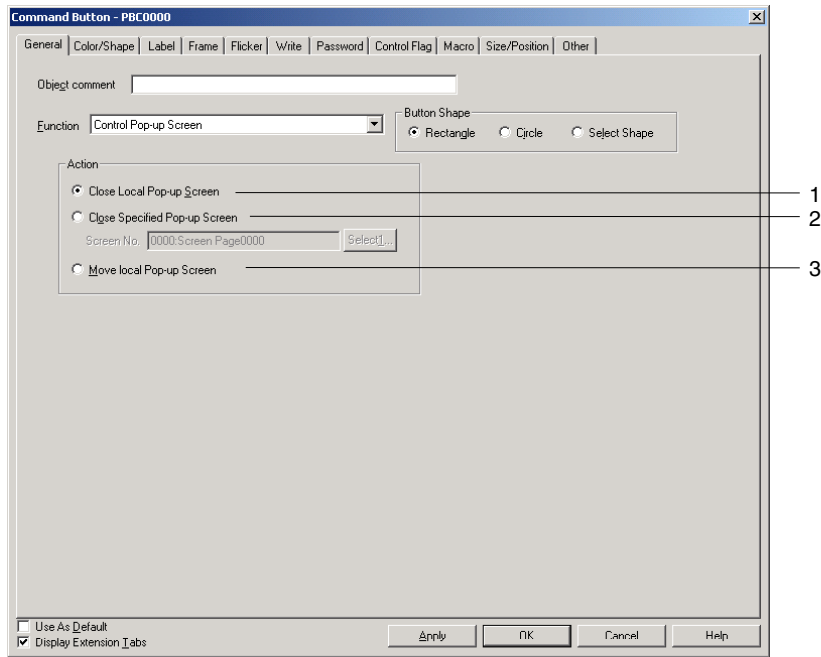 Command Button - PBC0000
General Color/Shape Label Frame Flicker Write Password Control Flag Macro Size/Position Other
Object comment
Function Control Pop-up Screen
Button Shape
Rectangle Circle Select Shape
Action
Close Local Pop-up Screen 1
Close Specified Pop-up Screen 2
Screen No. 0000:Screen Page0000 Select1...
Move local Pop-up Screen 3
Use As Default
Display Extension Tabs
Apply OK Cancel Help